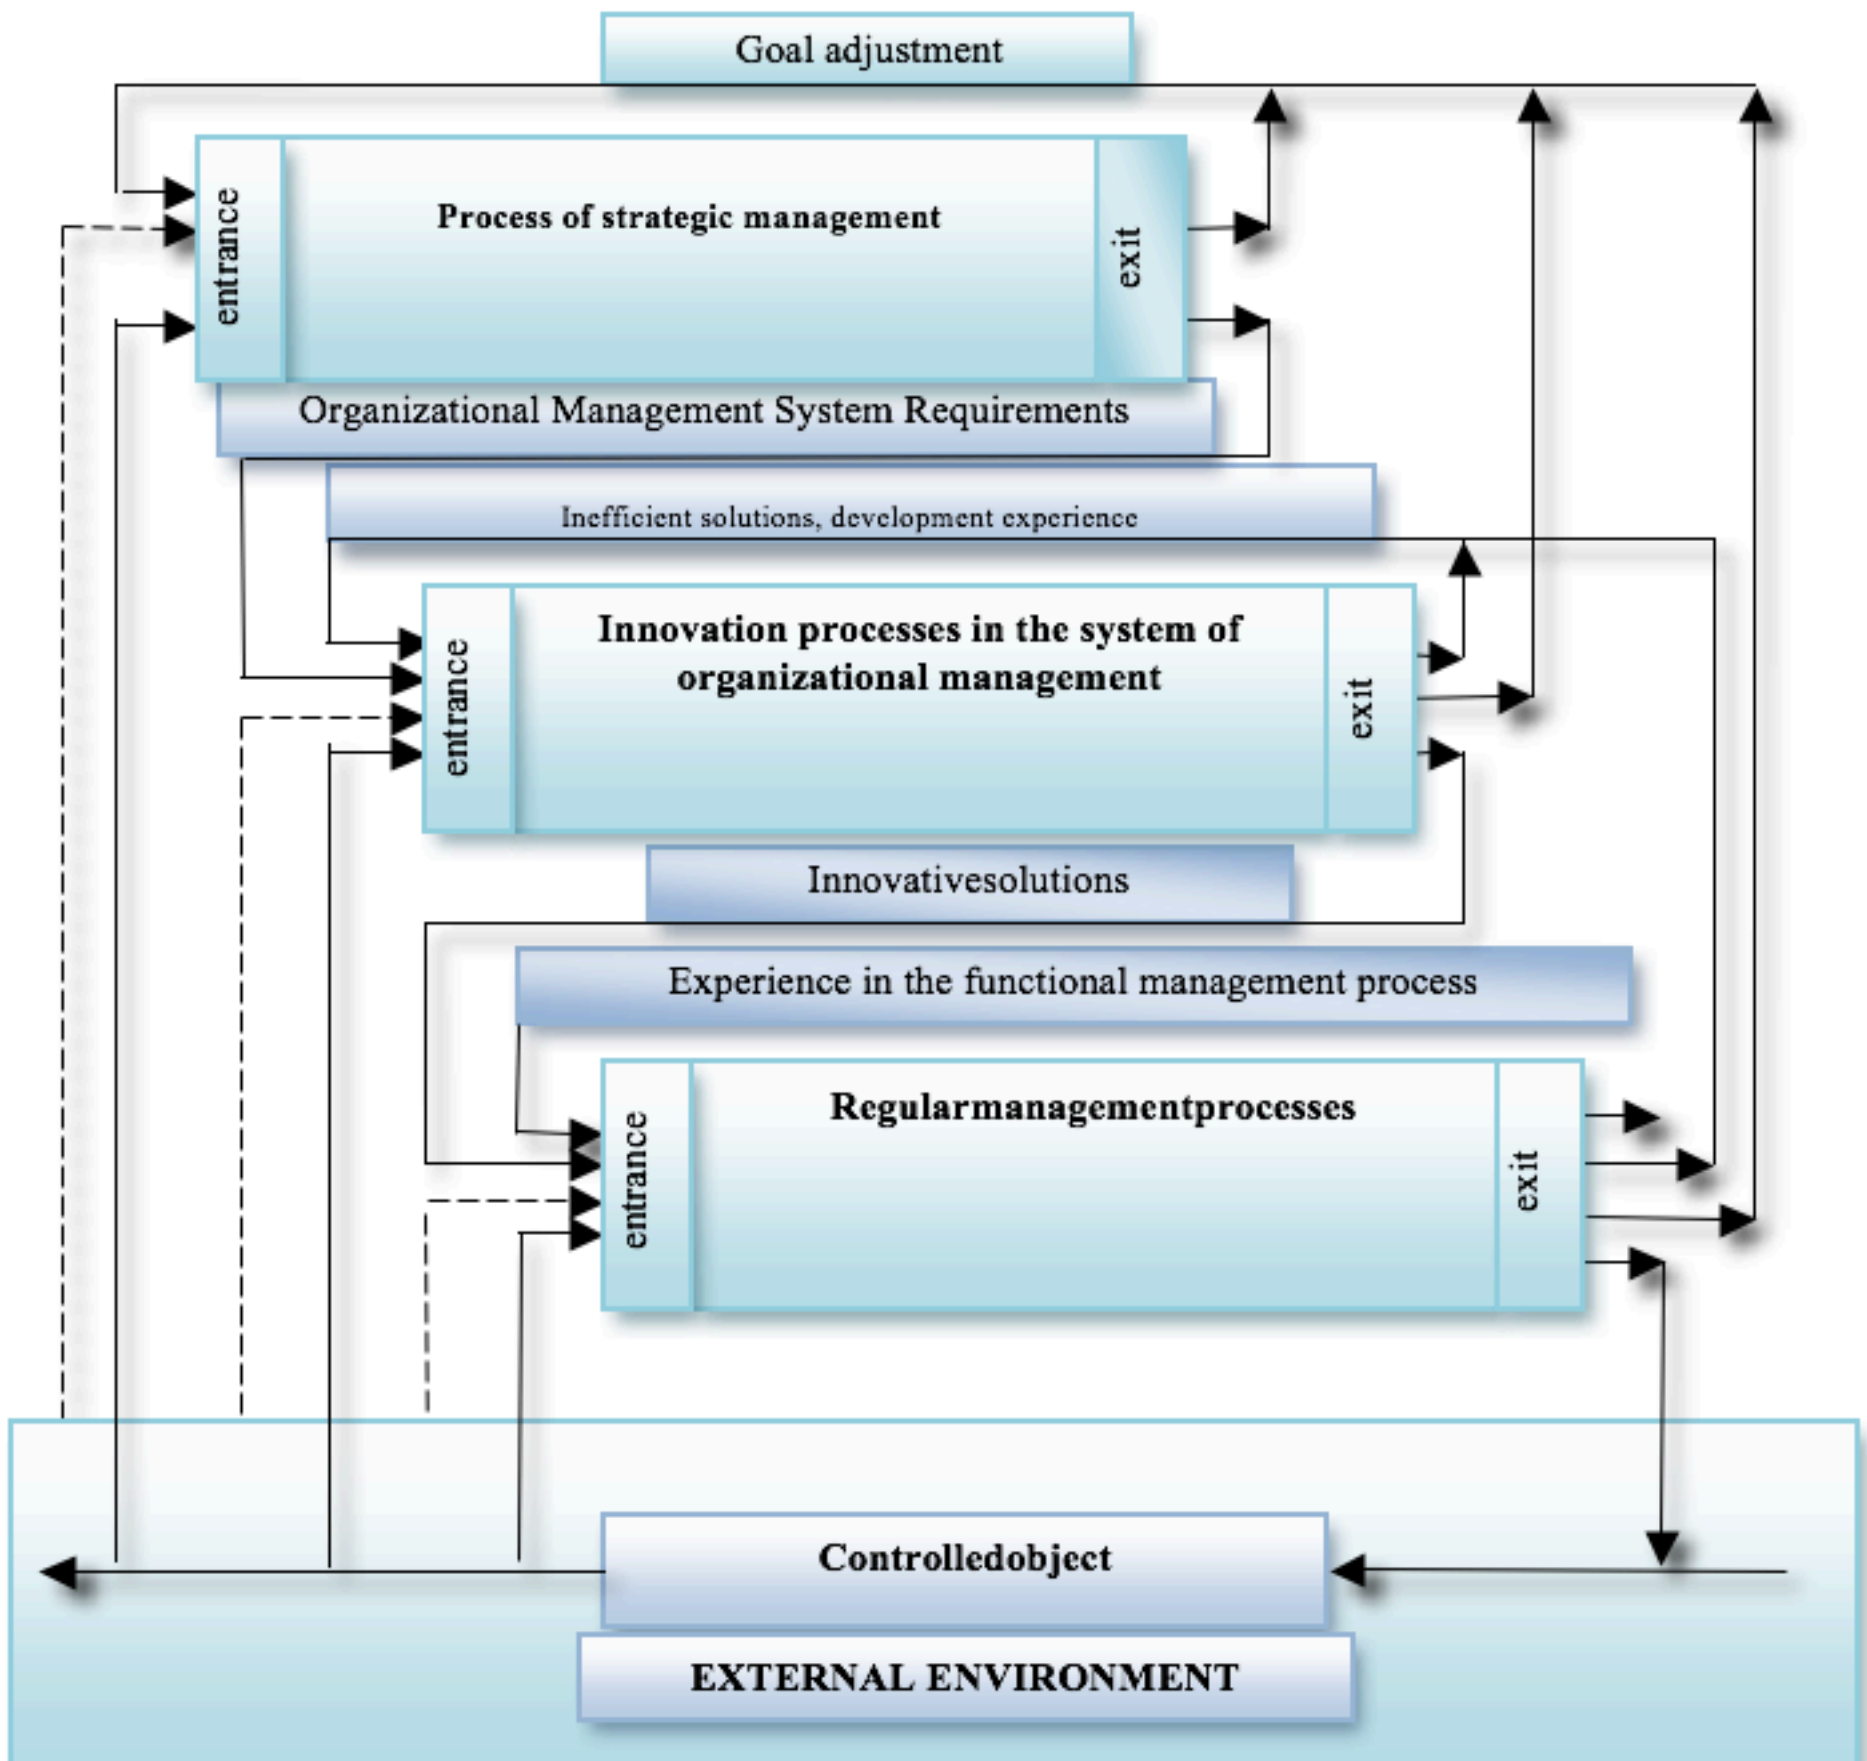 Goal adjustment
entrance
Process of strategic management
exit
Organizational Management System Requirements
Inefficient solutions, development experience
entrance
Innovation processes in the system of
organizational management
exit
Innovativesolutions
Experience in the functional management process
entrance
Regularmanagementprocesses
exit
Controlledobject
EXTERNAL ENVIRONMENT